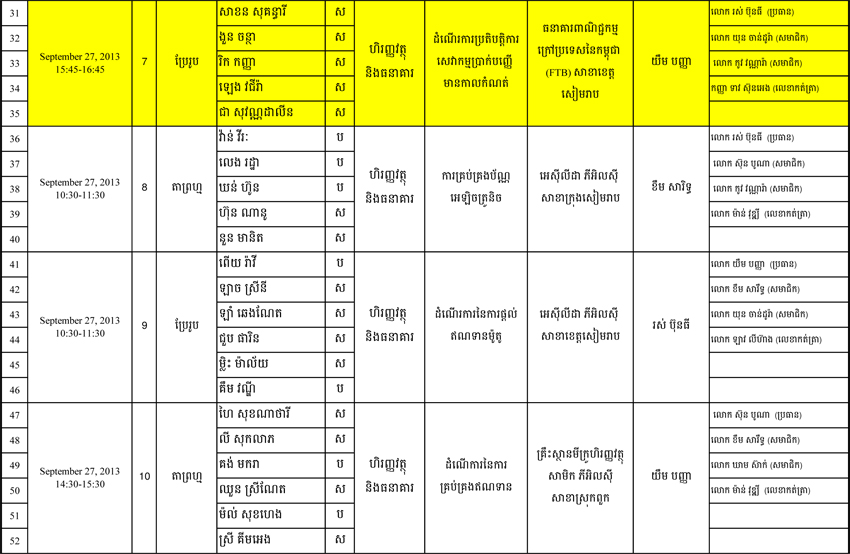 31 សាខន សុគន្ធារី ស លោក រស់ ប៊ុនធី (ប្រធាន)
32 ងួន ចន្ថា ស លោក យុន ចាន់ដូរ៉ា (សមាជិក)
33 រិក កញ្ញា ស លោក កូវ វណ្ណារ៉ា (សមាជិក)
34 ឡេង វជីរ៉ា ស កញ្ញា ទាវ ស៊ុនអេង (លេខាកត់ត្រា)
35 ជា សុវណ្ណដាលីន ស
September 27, 2013
15:45-16:45
7
ប្រៃរូប
ហិរញ្ញវត្ថុ
និងធនាគារ
ដំណើរការប្រតិបត្តិការ
សេវាកម្មប្រាក់បញ្ញើ
មានកាលកំណត់
ធនាគារពាណិជ្ជកម្ម
ក្រៅប្រទេសនៃកម្ពុជា
(FTB) សាខាខេត្ត
សៀមរាប
យឹម បញ្ញា
36 វ៉ាន់ វីរៈ ប លោក រស់ ប៊ុនធី (ប្រធាន)
37 លេង រដ្ឋា ប លោក ស៊ុន បូណា (សមាជិក)
38 ឃន់ ហ៊ូន ប លោក កូវ វណ្ណារ៉ា (សមាជិក)
39 ហ៊ុន ណានូ ស លោក ម៉ាន់ វុឌ្ឍី (លេខាកត់ត្រា)
40 នួន មានិត ស
September 27, 2013
10:30-11:30
8
តាព្រហ្ម
ហិរញ្ញវត្ថុ
និងធនាគារ
ការគ្រប់គ្រងប័ណ្ណ
អេឡិចត្រូនិច
អេស៊ីលីដា ភីអិលស៊ី
សាខាក្រុងសៀមរាប
ខឹម សារិទ្ធ
41 ពើយ រ៉ាវី ប លោក យឹម បញ្ញា (ប្រធាន)
42 ឡាច ស្រីនី ស លោក ខឹម សារិទ្ធ (សមាជិក)
43 ឡាំ ឆេងណែត ស លោក យុន ចាន់ដូរ៉ា (សមាជិក)
44 ជួប ផារិន ស លោក ឡាវ លីហ៊ាង (លេខាកត់ត្រា)
45 ម្លិះ ម៉ាល័យ ស
46 គឹម វណ្ឌី ប
September 27, 2013
10:30-11:30
9
ប្រៃរូប
ហិរញ្ញវត្ថុ
និងធនាគារ
ដំណើរការនៃការផ្តល់
ឥណទានម៉ូតូ
អេស៊ីលីដា ភីអិលស៊ី
សាខាខេត្តសៀមរាប
រស់ ប៊ុនធី
47 ហៃ សុខណាថារី ស លោក ស៊ុន បូណា (ប្រធាន)
48 លី សុកលាភ ស លោក ខឹម សារិទ្ធ (សមាជិក)
49 គង់ មករា ប លោក ឃាម ស៊ាក់ (សមាជិក)
50 ឈួន ស្រីណែត ស លោក ម៉ាន់ វុឌ្ឍី (លេខាកត់ត្រា)
51 ម៉ល់ សុខហេង ប
52 ស្រី គីមអេង ស
September 27, 2013
14:30-15:30
10
តាព្រហ្ម
ហិរញ្ញវត្ថុ
និងធនាគារ
ដំណើការនៃការ
គ្រប់គ្រងឥណទាន
គ្រឹះស្ថានមីក្រូហិរញ្ញវត្ថុ
សាមិក ភីអិលស៊ី
សាខាស្រុកពួក
យឹម បញ្ញា